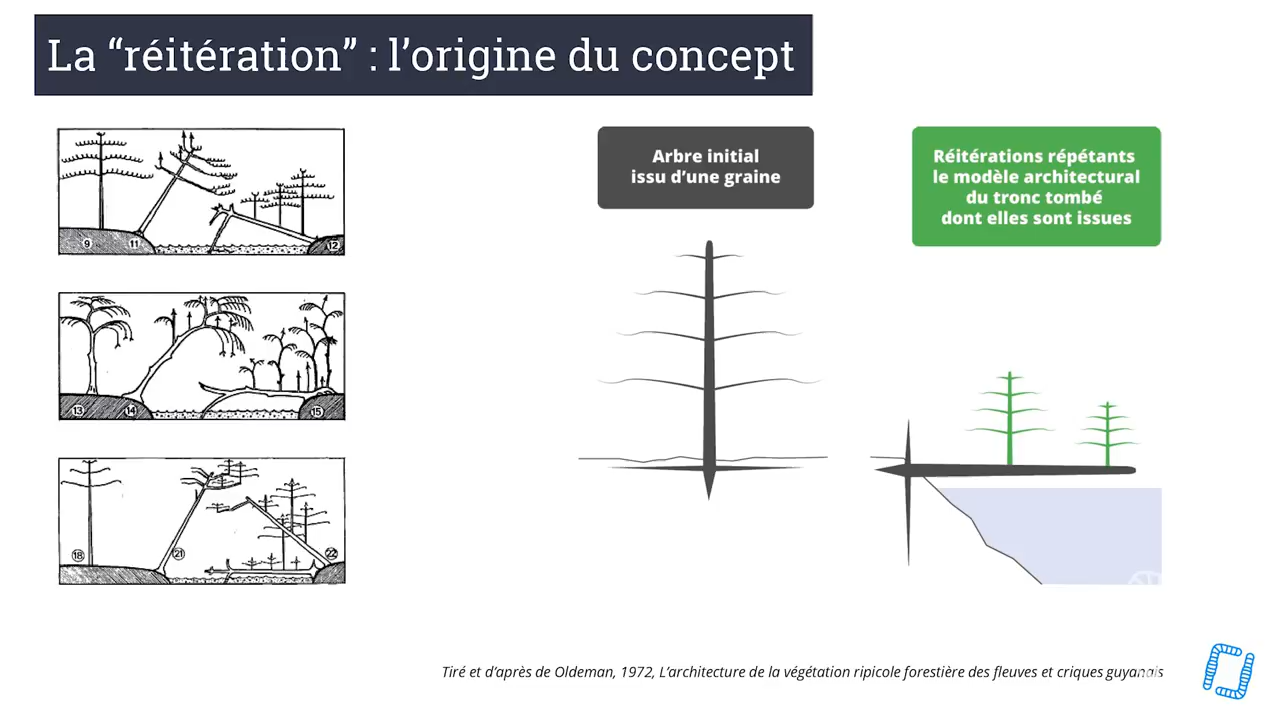 La “réitération” : l’origine du concept
Arbre initial
issu d’une graine
Réitérations répétants
le modèle architectural
du tronc tombé
dont elles sont issues
9
11
12
13
14
15
18
21
22
Tiré et d’après de Oldeman, 1972, L’architecture de la végétation ripicole forestière des fleuves et criques guyanais